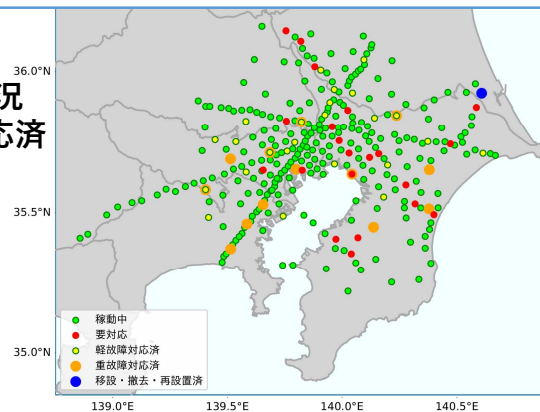 況
応済
36.0°N
35.5°N
35.0°N
139.0°E
139.5°E
140.0°E
140.5°E
稼動中
要対応
軽故障対応済
重故障対応済
移設・撤去・再設置済